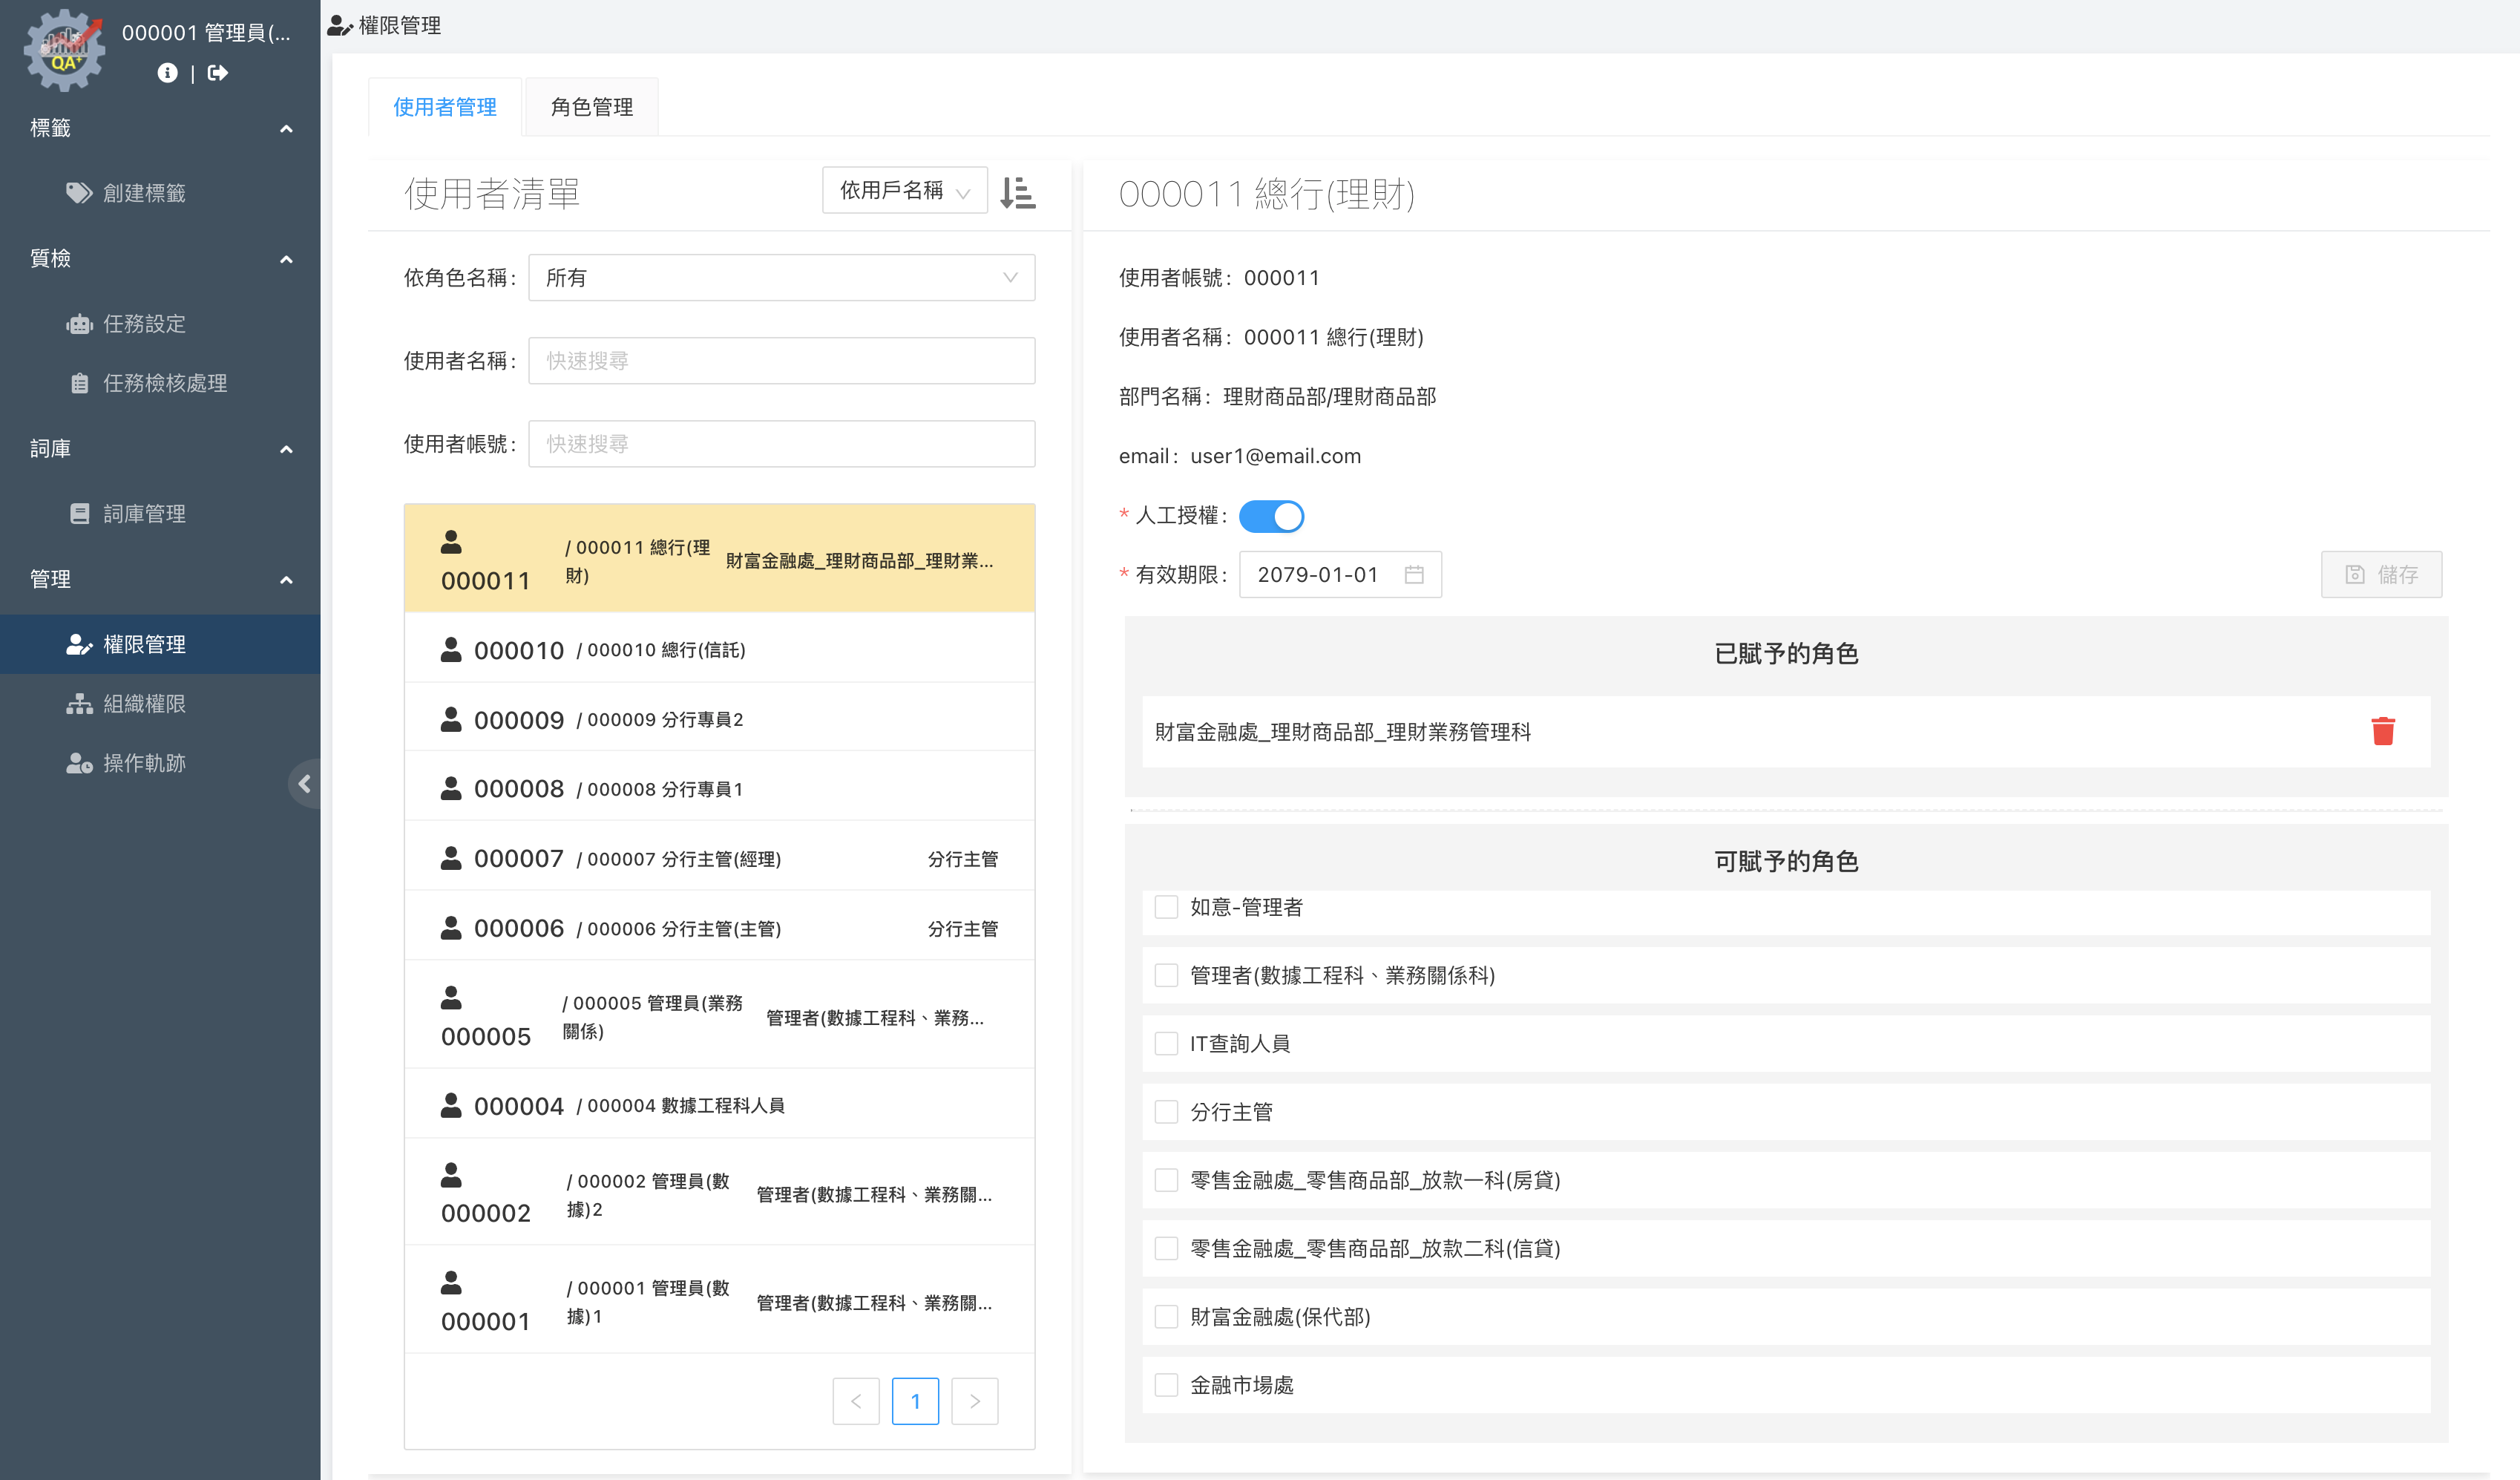 QA+
000001 管理員(...
|
標籤
創建標籤
質檢
任務設定
任務檢核處理
詞庫
詞庫管理
管理
權限管理
組織權限
操作軌跡
權限管理
使用者管理
角色管理
使用者清單
依用戶名稱
依角色名稱：
所有
使用者名稱：
快速搜尋
使用者帳號：
快速搜尋
000011
/ 000011 總行(理
財)
財富金融處_理財商品部_理財業...
000010 / 000010 總行(信託)
000009 / 000009 分行專員2
000008 / 000008 分行專員1
000007 / 000007 分行主管(經理) 分行主管
000006 / 000006 分行主管(主管) 分行主管
000005
/ 000005 管理員(業務
關係)
管理者(數據工程科、業務...
000004 / 000004 數據工程科人員
000002
/ 000002 管理員(數
據)2
管理者(數據工程科、業務關...
000001
/ 000001 管理員(數
據)1
管理者(數據工程科、業務關...
< 1 >
000011 總行(理財)
使用者帳號：000011
使用者名稱：000011 總行(理財)
部門名稱：理財商品部/理財商品部
email：user1@email.com
* 人工授權：
* 有效期限：2079-01-01
儲存
已賦予的角色
財富金融處_理財商品部_理財業務管理科
可賦予的角色
如意-管理者
管理者(數據工程科、業務關係科)
IT查詢人員
分行主管
零售金融處_零售商品部_放款一科(房貸)
零售金融處_零售商品部_放款二科(信貸)
財富金融處(保代部)
金融市場處